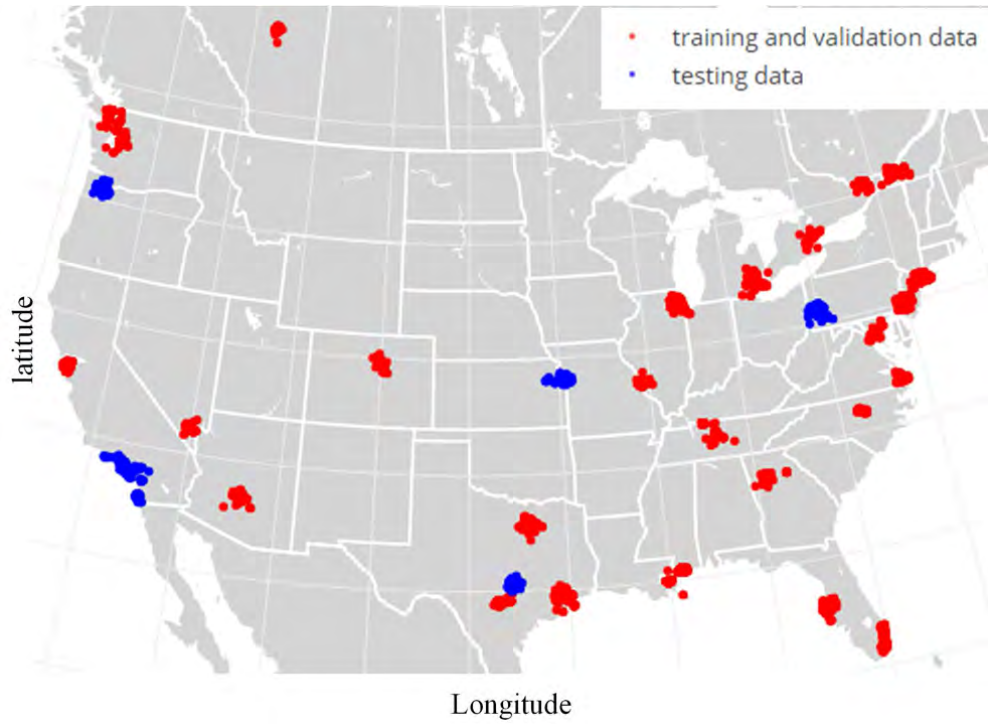 training and validation data
testing data
latitude
Longitude